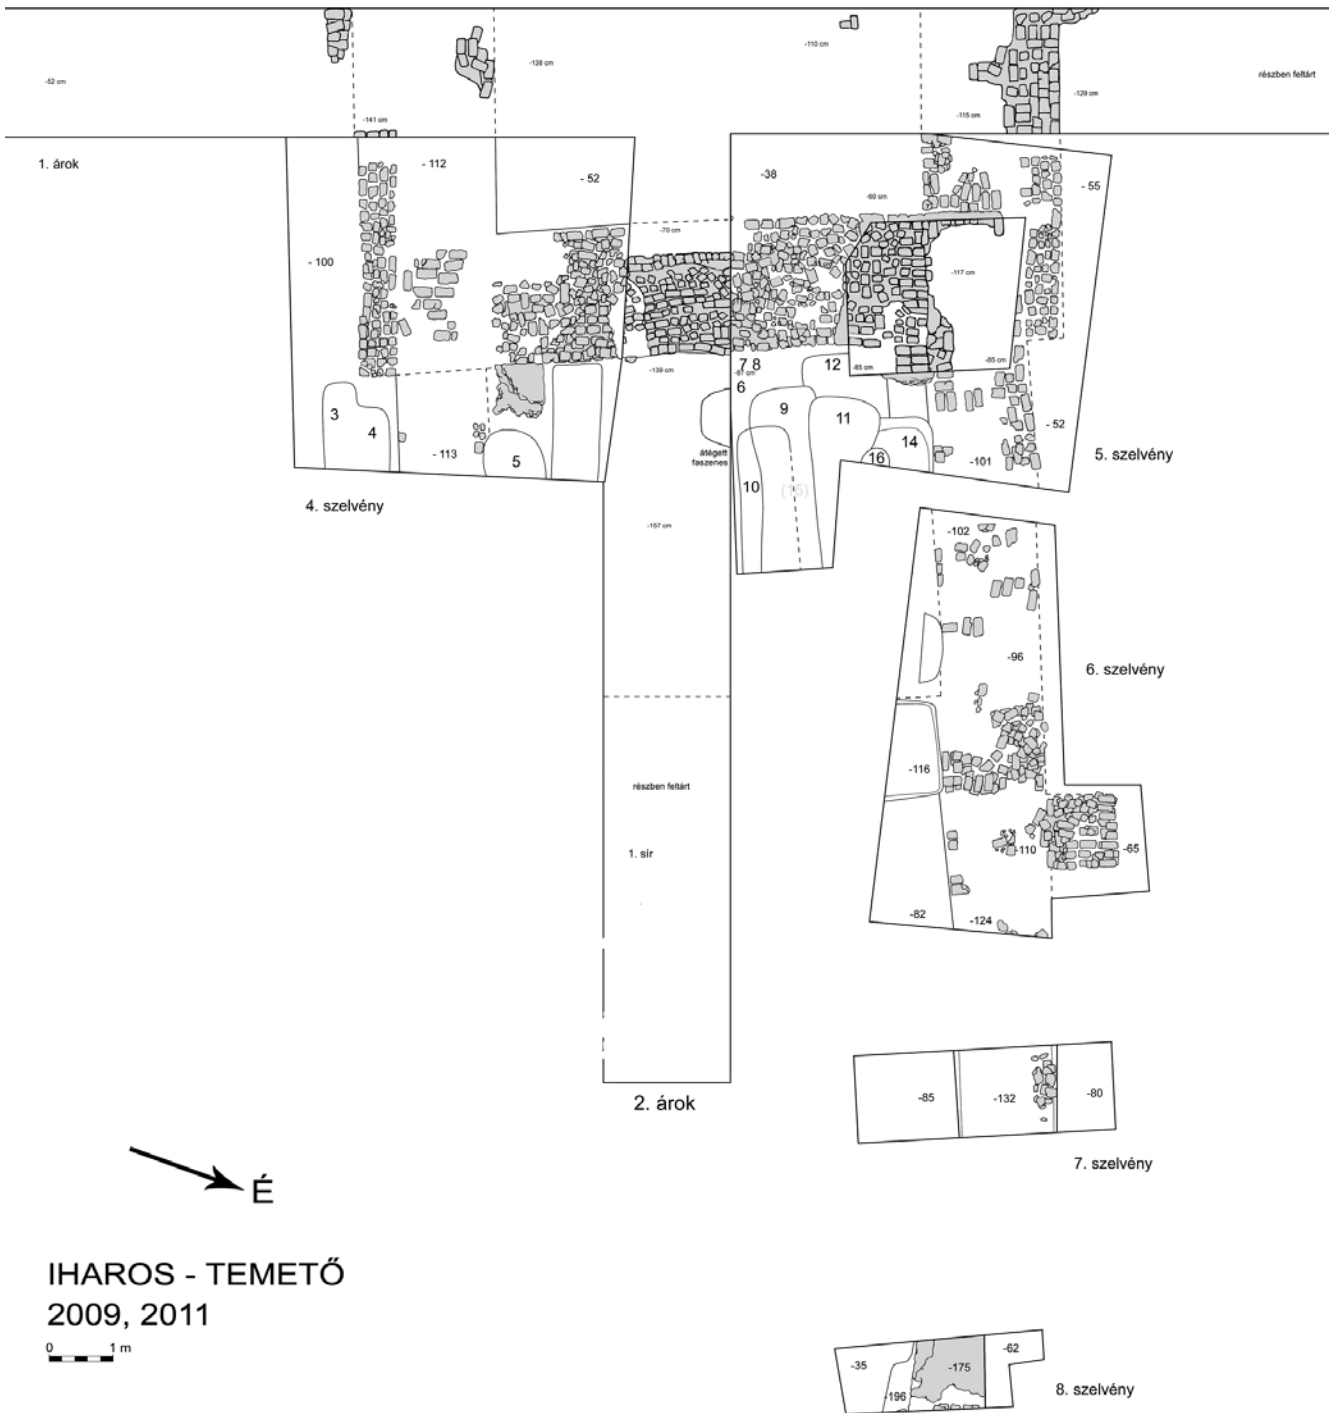 -52 cm
-138 cm
-110 cm
részben feltárt
-129 cm
-115 cm
-141 cm
1. árok
- 112
- 52
-38
- 55
-60 cm
-70 cm
- 100
-117 cm
-139 cm
7 8
-87 cm
12
-85 cm
-85 cm
6
3
4
9
11
- 52
14
átégett
faszenes
- 113
5
16
-101
5. szelvény
10
(15)
4. szelvény
-157 cm
-102
-96
6. szelvény
-116
részben feltárt
1. sír
-110
-65
-82
-124
2. árok
-85
-132
-80
7. szelvény
É
IHAROS - TEMETŐ
2009, 2011
0 1 m
-35
-196
-175
-62
8. szelvény